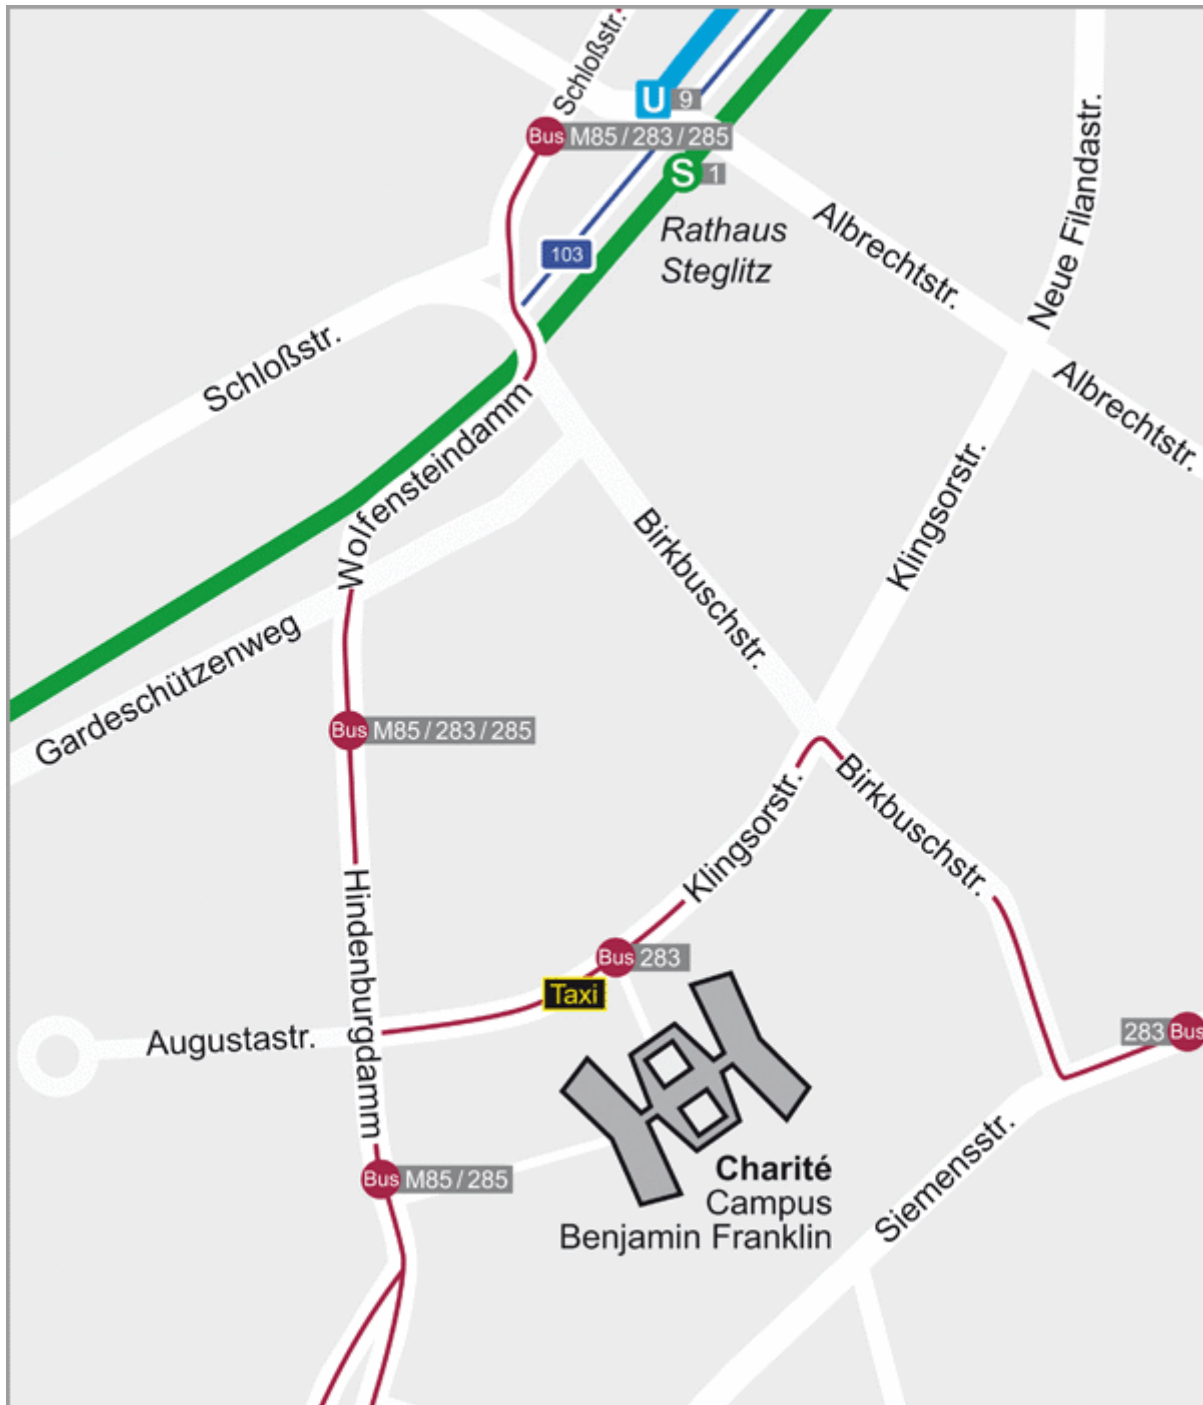 Schloßstr.
U 9
Bus M85 / 283 / 285
S 1
Rathaus
Steglitz
103
Albrechtstr.
Neue Filandastr.
Schloßstr.
Albrechtstr.
Wolfensteindamm
Klingsorstr.
Birkbuschstr.
Gardeschützenweg
Bus M85 / 283 / 285
Klingsorstr.
Birkbuschstr.
Hindenburgdamm
Bus 283
Taxi
Augustastr.
283 Bus
Bus M85 / 285
Charité
Campus
Benjamin Franklin
Siemensstr.